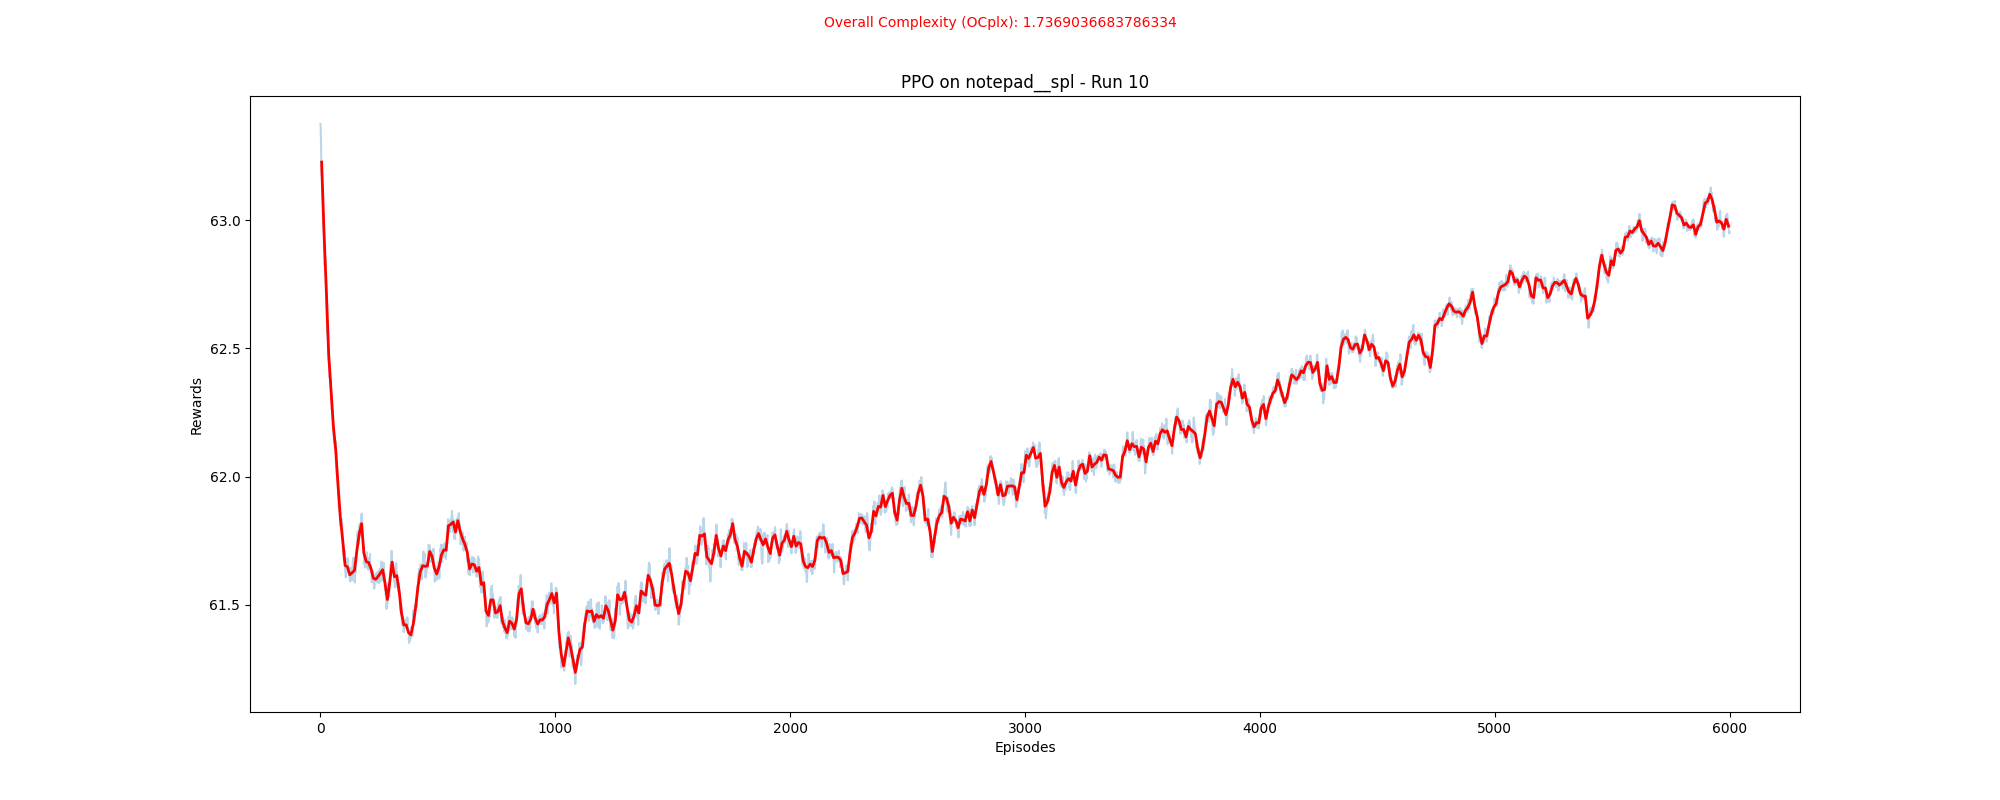 Overall Complexity (OCplx): 1.7369036683786334
PPO on notepad__spl - Run 10
63.0
62.5
62.0
61.5
Rewards
0 1000 2000 3000 4000 5000 6000
Episodes